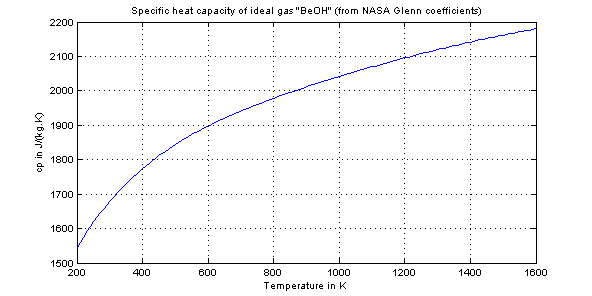 Specific heat capacity of ideal gas "BeOH" (from NASA Glenn coefficients)
2200
2100
2000
1900
1800
1700
1600
1500
cp in J/(kg.K)
200 400 600 800 1000 1200 1400 1600
Temperature in K